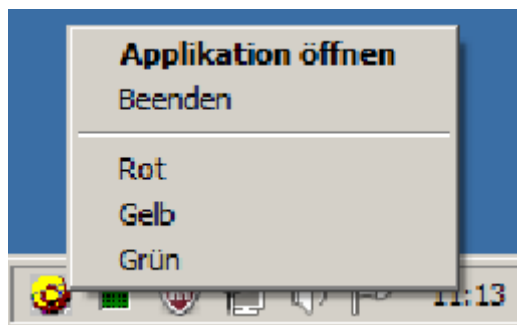 Applikation öffnen
Beenden
Rot
Gelb
Grün
11:13